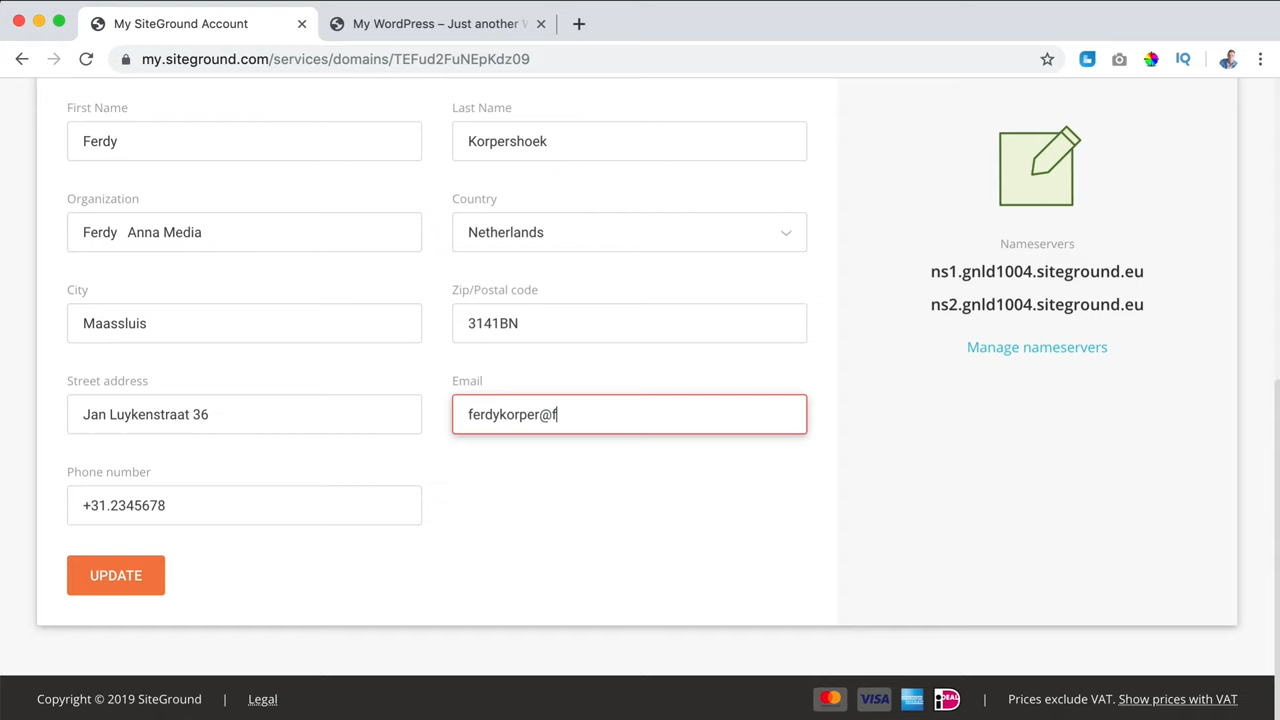 My SiteGround Account
My WordPress – Just another
my.siteground.com/services/domains/TEFud2FuNEpKdz09
IQ
First Name
Last Name
Ferdy
Korpershoek
Organization
Country
Ferdy   Anna Media
Netherlands
City
Zip/Postal code
Maassluis
3141BN
Street address
Email
Jan Luykenstraat 36
ferdykorper@f
Phone number
+31.2345678
UPDATE
Nameservers
ns1.gnld1004.siteground.eu
ns2.gnld1004.siteground.eu
Manage nameservers
Copyright © 2019 SiteGround | Legal
VISA
iDEAL
| Prices exclude VAT. Show prices with VAT